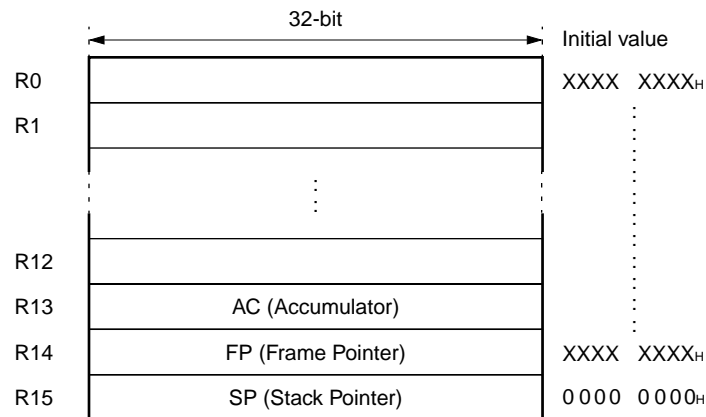 32-bit
Initial value
R0 XXXX XXXXH
R1
R12
R13 AC (Accumulator)
R14 FP (Frame Pointer) XXXX XXXXH
R15 SP (Stack Pointer) 0000 0000H